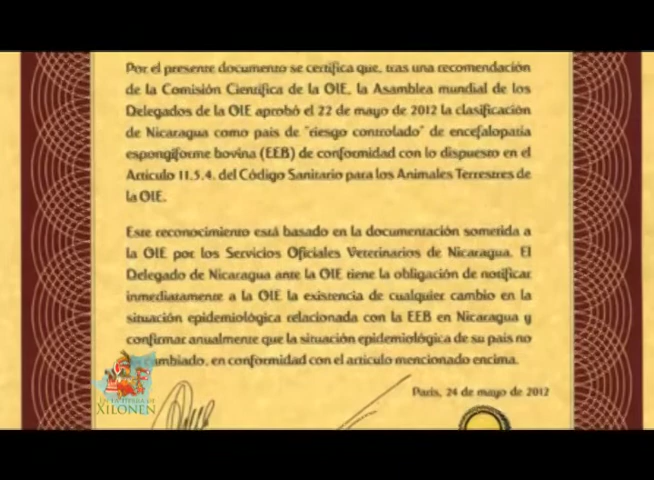 Por el presente documento se certifica que, tras una recomendación
de la Comisión Científica de la OIE, la Asamblea mundial de los
Delegados de la OIE aprobó el 22 de mayo de 2012 la clasificación
de Nicaragua como país de "riesgo controlado" de encefalopatía
espongiforme bovina (EEB) de conformidad con lo dispuesto en el
Artículo 11.5.4. del Código Sanitario para los Animales Terrestres de
la OIE.
Este reconocimiento está basado en la documentación sometida a
la OIE por los Servicios Oficiales Veterinarios de Nicaragua. El
Delegado de Nicaragua ante la OIE tiene la obligación de notificar
inmediatamente a la OIE la existencia de cualquier cambio en la
situación epidemiológica relacionada con la EEB en Nicaragua y
confirmar anualmente que la situación epidemiológica de su país no
ambiado, en conformidad con el artículo mencionado encima.
París, 24 de mayo de 2012
EN LA TIERRA DE
XILONEN